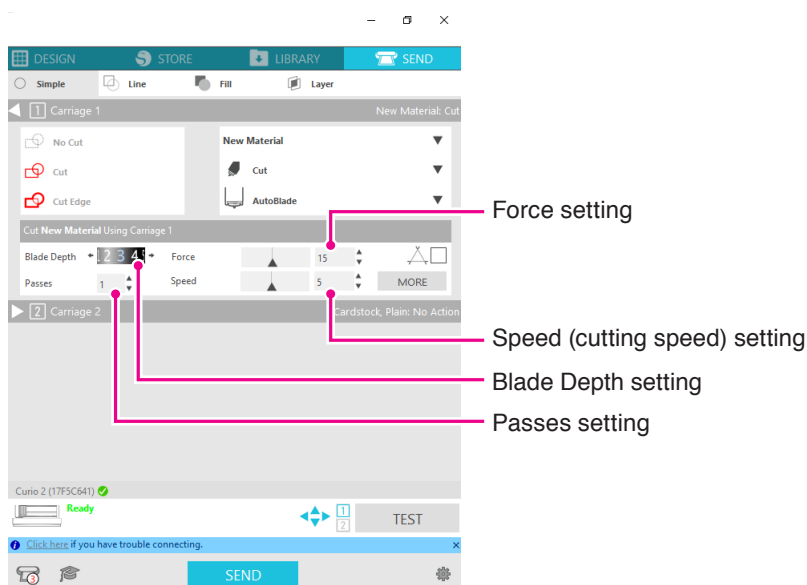 DESIGN STORE LIBRARY SEND
Simple Line Fill Layer
1 Carriage 1 New Material: Cut
No Cut
Cut
Cut Edge
New Material
Cut
AutoBlade
Force setting
Cut New Material Using Carriage 1
Blade Depth 2 3 4 Force 15
Passes 1 Speed 5 MORE
2 Carriage 2 Cardstock, Plain: No Action
Speed (cutting speed) setting
Blade Depth setting
Passes setting
Curio 2 (17F5C641)
Ready
1
2
TEST
Click here if you have trouble connecting.
3
SEND